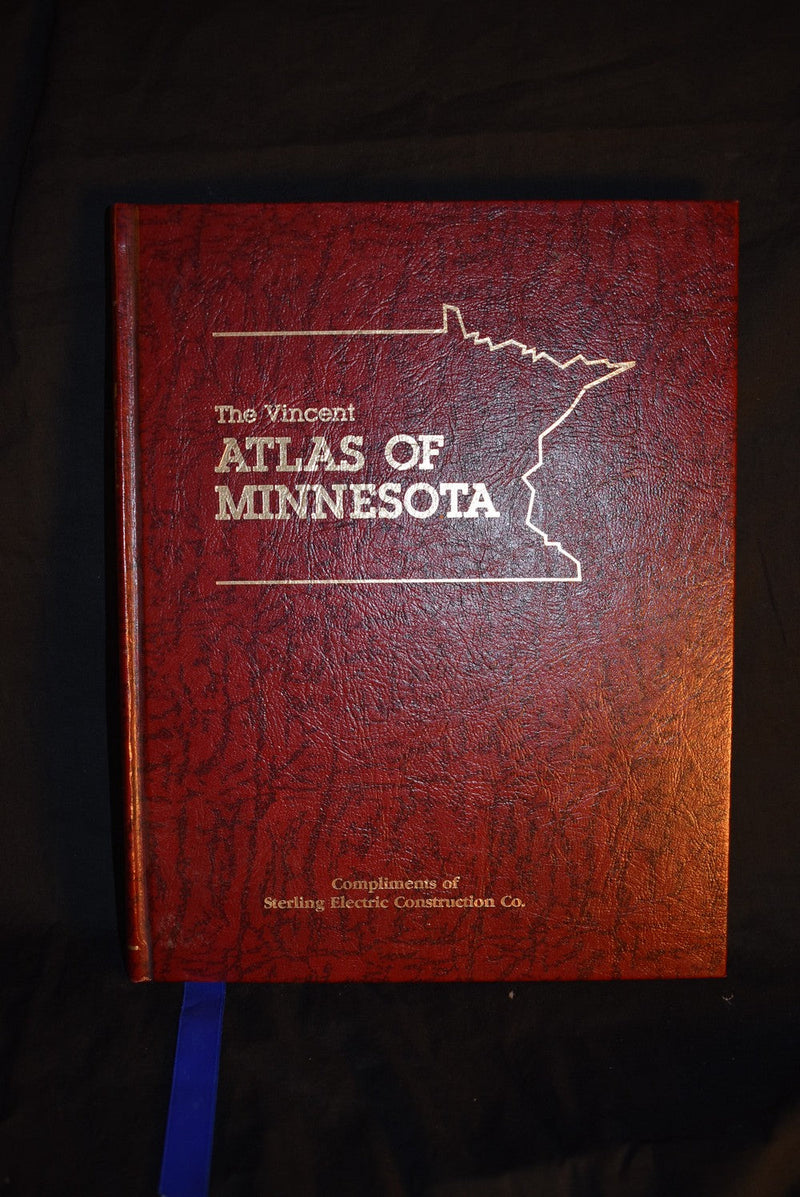 The Vincent
ATLAS OF
MINNESOTA
Compliments of
Sterling Electric Construction Co.